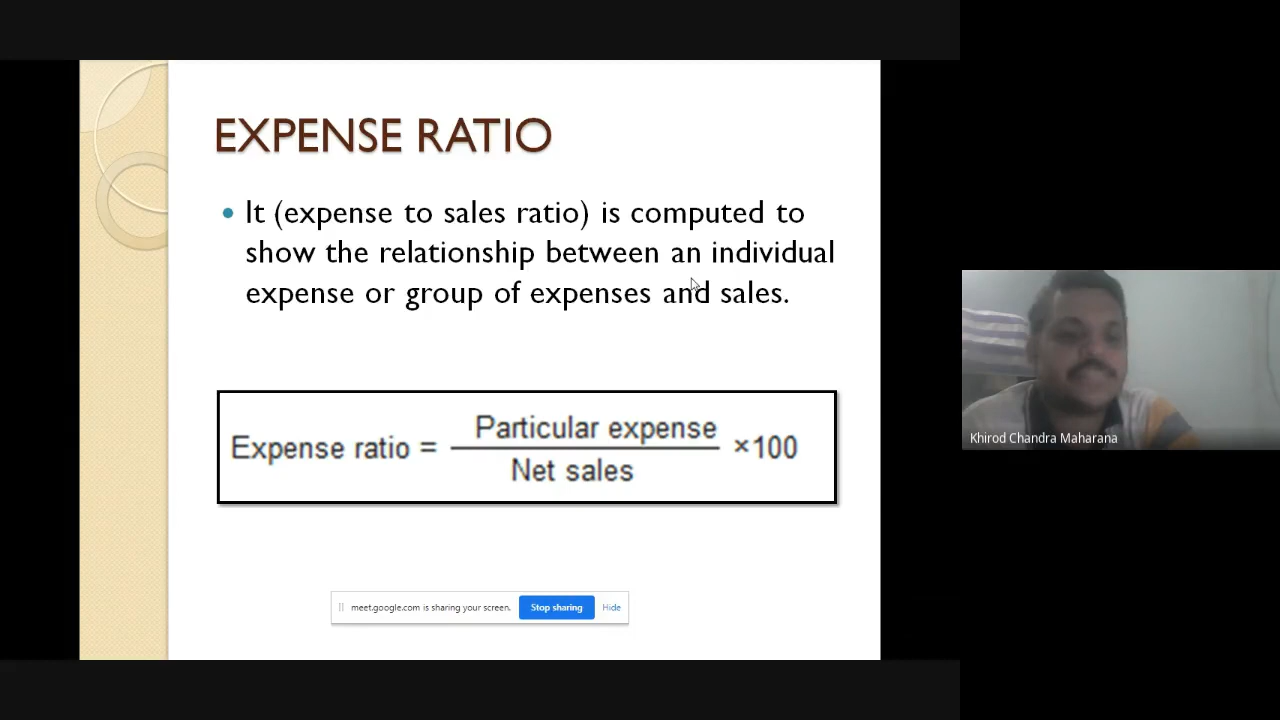 EXPENSE RATIO
• It (expense to sales ratio) is computed to
show the relationship between an individual
expense or group of expenses and sales.
Particular expense
Expense ratio = ×100
Net sales
meet.google.com is sharing your screen. Stop sharing Hide
Khirod Chandra Maharana